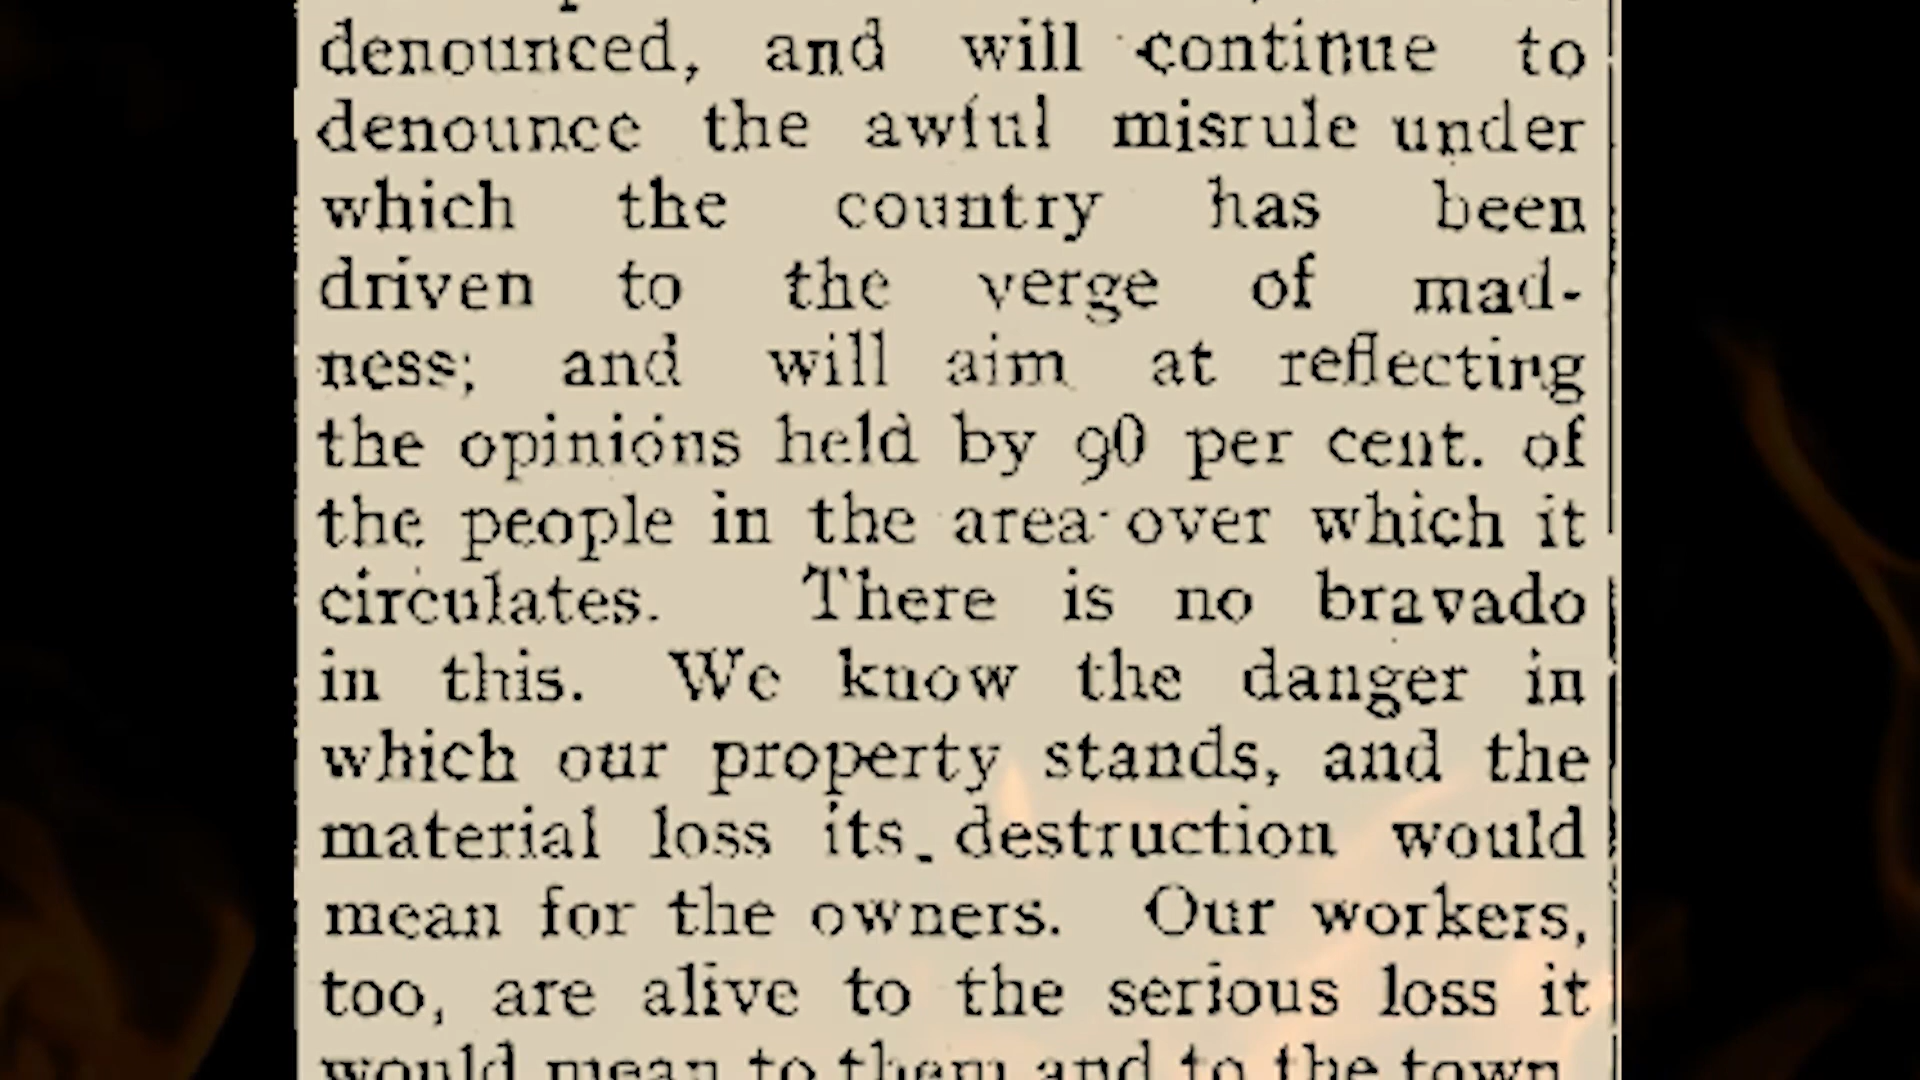 denounced, and will continue to
denounce the awful misrule under
which the country has been
driven to the verge of mad-
ness; and will aim at reflecting
the opinions held by 90 per cent. of
the people in the area over which it
circulates. There is no bravado
in this. We know the danger in
which our property stands, and the
material loss its destruction would
mean for the owners. Our workers,
too, are alive to the serious loss it
would mean to them and to the town